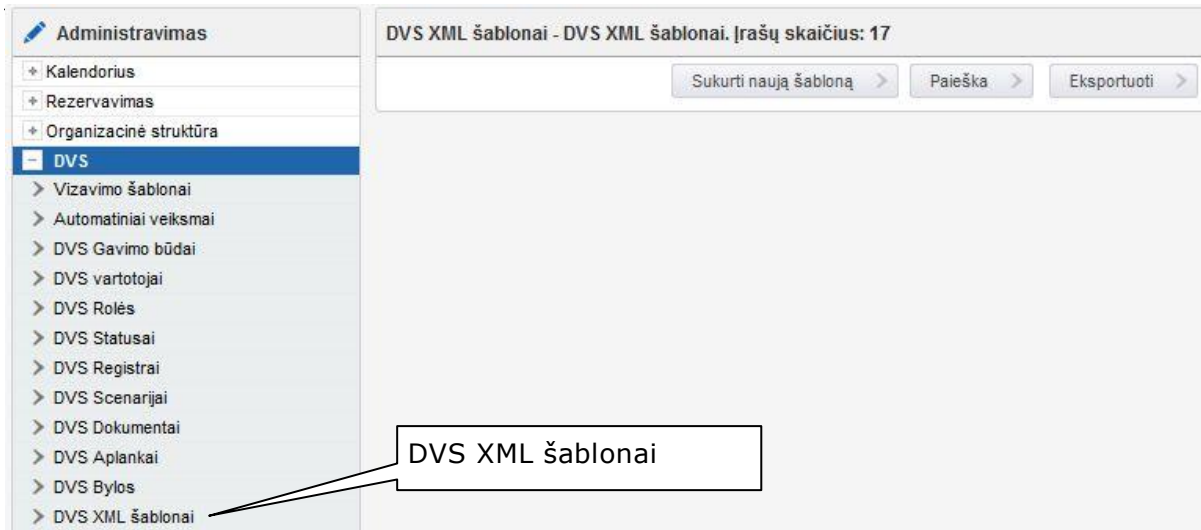 Administravimas
Kalendorius
Rezervavimas
Organizacinė struktūra
DVS
Vizavimo šablonai
Automatiniai veiksmai
DVS Gavimo būdai
DVS vartotojai
DVS Rolės
DVS Statusai
DVS Registrai
DVS Scenarijai
DVS Dokumentai
DVS Aplankai
DVS Bylos
DVS XML šablonai
DVS XML šablonai - DVS XML šablonai. Įrašų skaičius: 17
Sukurti naują šabloną Paieška Eksportuoti
DVS XML šablonai